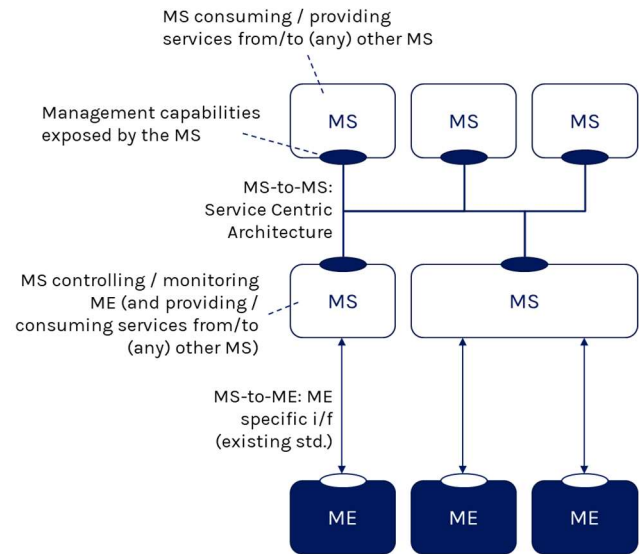 MS consuming / providing
services from/to (any) other MS
Management capabilities
exposed by the MS
MS
MS
MS
MS-to-MS:
Service Centric
Architecture
MS controlling / monitoring
ME (and providing /
consuming services from/to
(any) other MS)
MS
MS
MS-to-ME: ME
specific i/f
(existing std.)
ME
ME
ME